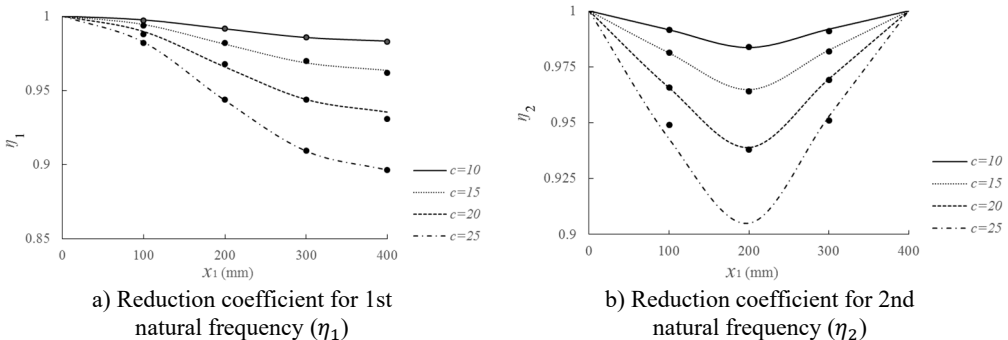 1
0.95
0.9
0.85
η1
0
100
200
300
400
x1 (mm)
c=10
c=15
c=20
c=25
a) Reduction coefficient for 1st
natural frequency (η1)
1
0.975
0.95
0.925
0.9
η2
0
100
200
300
400
x1 (mm)
c=10
c=15
c=20
c=25
b) Reduction coefficient for 2nd
natural frequency (η2)